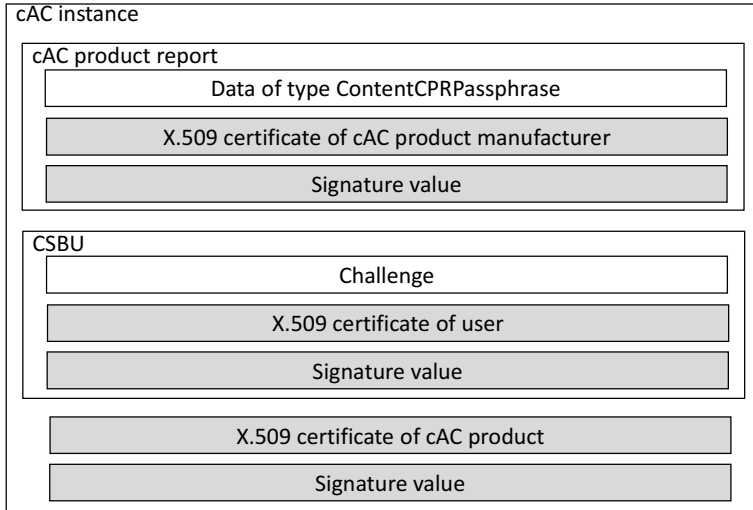 cAC instance
cAC product report
Data of type ContentCPRPassphrase
X.509 certificate of cAC product manufacturer
Signature value
CSBU
Challenge
X.509 certificate of user
Signature value
X.509 certificate of cAC product
Signature value